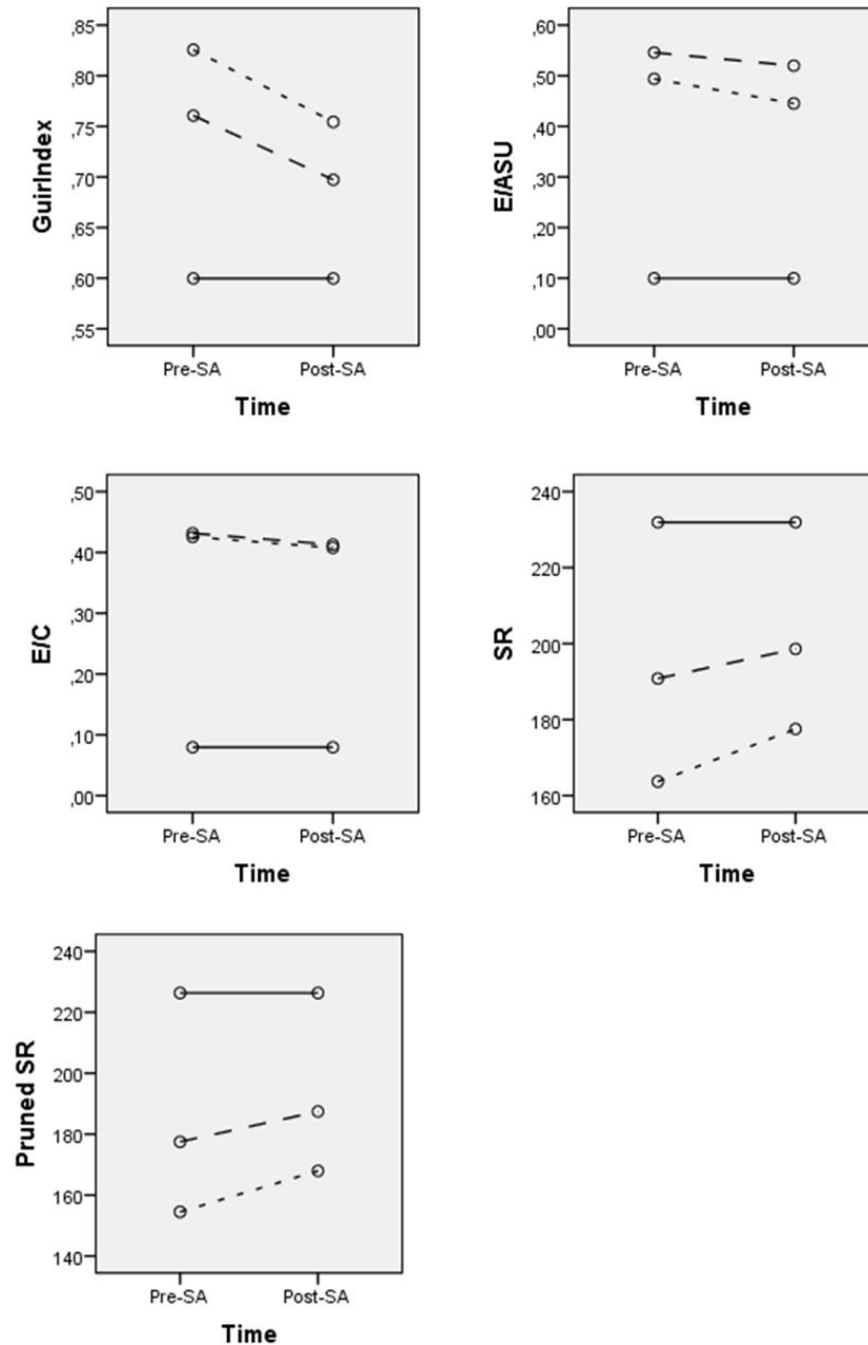 GuirIndex
,85
,80
,75
,70
,65
,60
,55
Pre-SA Post-SA
Time
E/ASU
,60
,50
,40
,30
,20
,10
,00
Pre-SA Post-SA
Time
E/C
,50
,40
,30
,20
,10
,00
Pre-SA Post-SA
Time
SR
240
220
200
180
160
Pre-SA Post-SA
Time
Pruned SR
240
220
200
180
160
140
Pre-SA Post-SA
Time